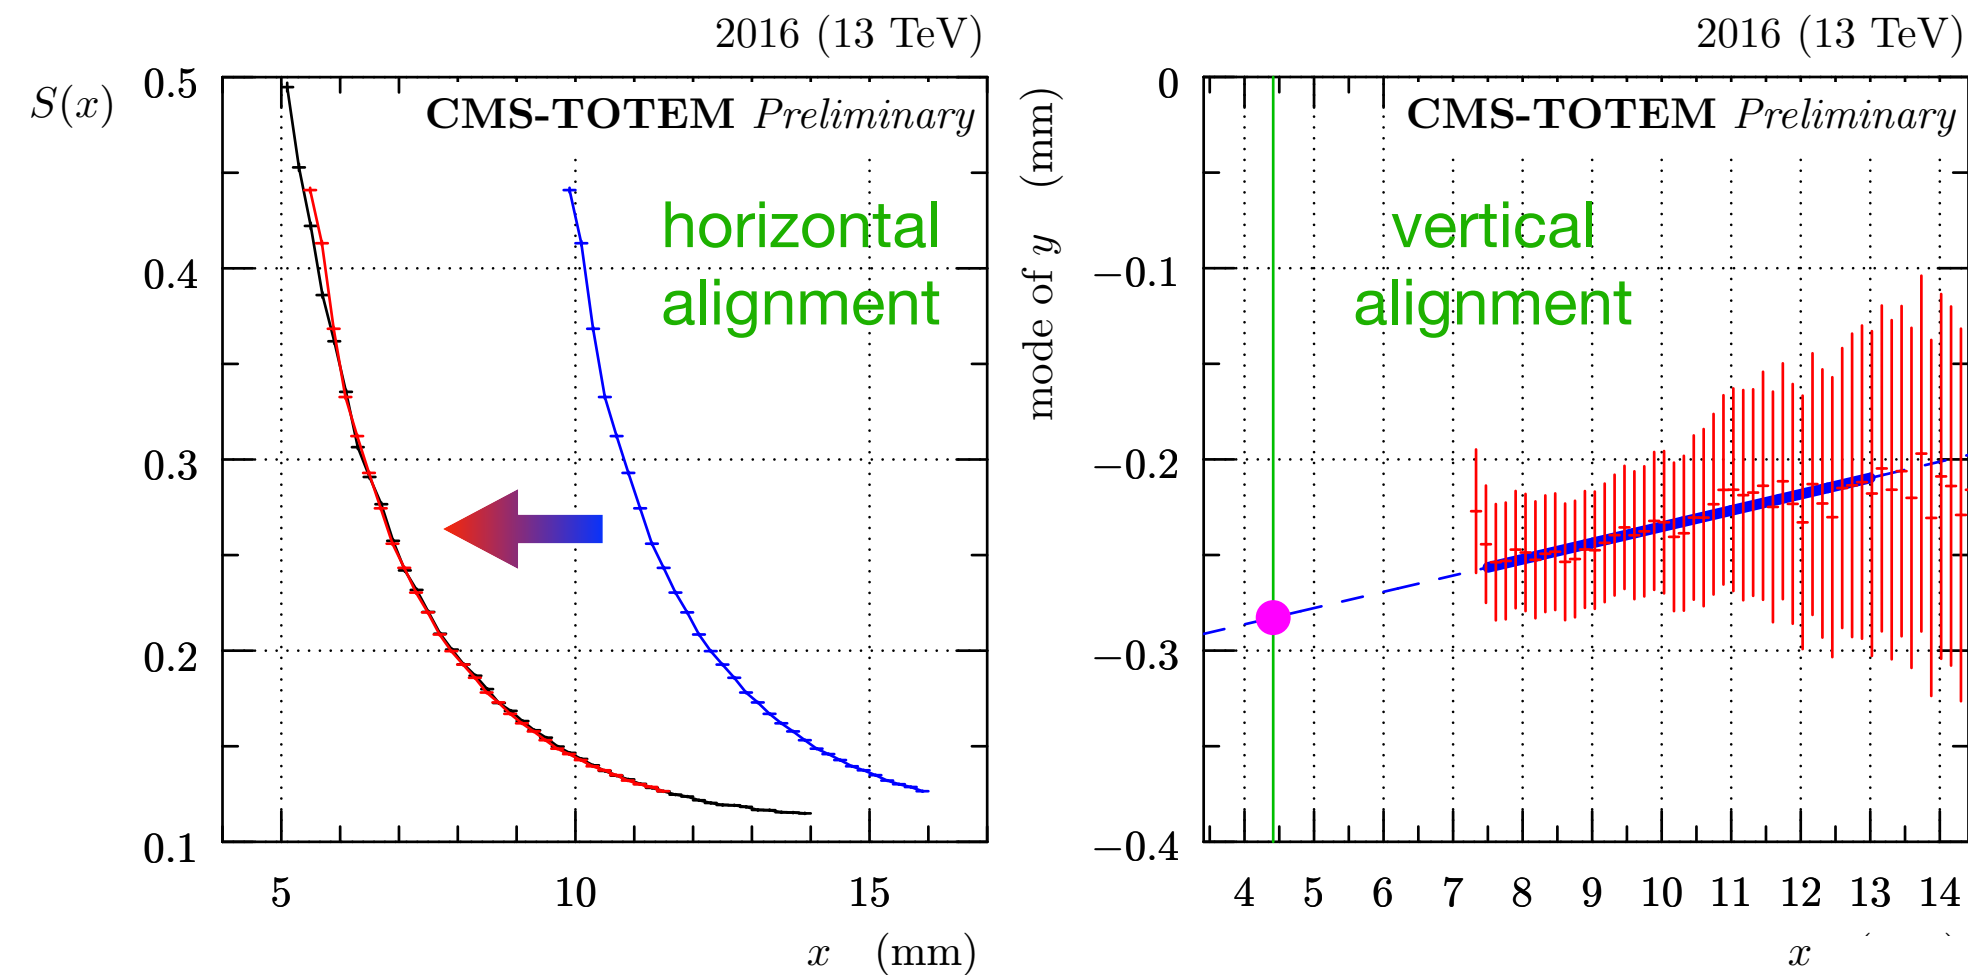 2016 (13 TeV)
S(x)
CMS-TOTEM Preliminary
horizontal
alignment
0.5
0.4
0.3
0.2
0.1
5 10 15
x (mm)
2016 (13 TeV)
mode of y (mm)
CMS-TOTEM Preliminary
vertical
alignment
0
−0.1
−0.2
−0.3
−0.4
4 5 6 7 8 9 10 11 12 13 14
x